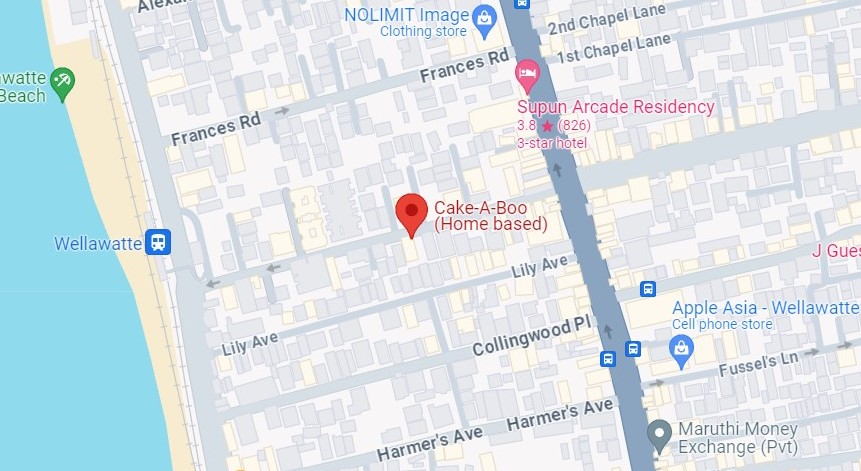 Alexan
NOLIMIT Image
Clothing store
2nd Chapel Lane
1st Chapel Lane
Frances Rd
awatte
Beach
Supun Arcade Residency
3.8 ★ (826)
3-star hotel
Frances Rd
Cake-A-Boo
(Home based)
Wellawatte
J Gues
Lily Ave
Apple Asia - Wellawatte
Cell phone store
Lily Ave
Collingwood Pl
Fussel's Ln
Harmer's Ave
Harmer's Ave
Maruthi Money
Exchange (Pvt)